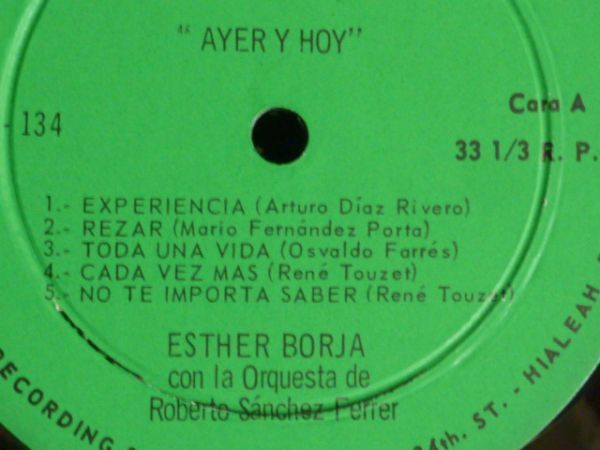 "AYER Y HOY"
134
Cara A
33 1/3 R. P.
1.- EXPERIENCIA (Arturo Díaz Rivero)
2.- REZAR (Mario Fernández Porta)
3.- TODA UNA VIDA (Osvaldo Farrés)
4.- CADA VEZ MAS (René Touzet)
5.- NO TE IMPORTA SABER (René Touzet)
ESTHER BORJA
con la Orquesta de
Roberto Sánchez Ferrer
RECORDING
ST. - HIALEAH